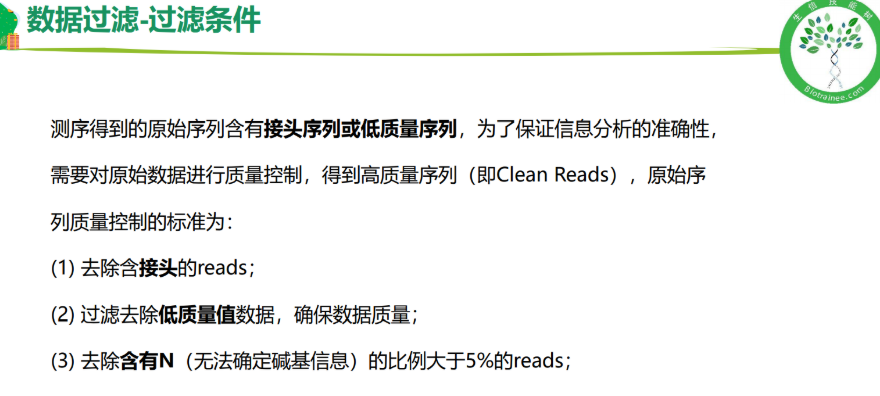 数据过滤-过滤条件
生信技能树
Biotrainee.com
测序得到的原始序列含有接头序列或低质量序列，为了保证信息分析的准确性，
需要对原始数据进行质量控制，得到高质量序列（即Clean Reads），原始序
列质量控制的标准为：
(1) 去除含接头的reads；
(2) 过滤去除低质量值数据，确保数据质量；
(3) 去除含有N（无法确定碱基信息）的比例大于5%的reads；